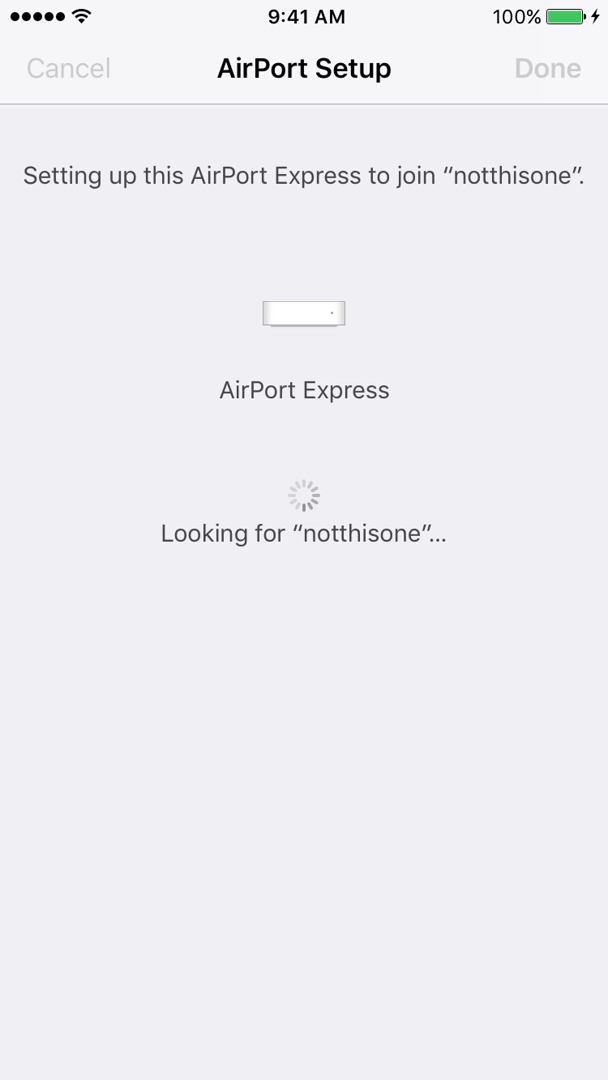 9:41 AM 100%
Cancel AirPort Setup Done
Setting up this AirPort Express to join “notthisone”.
AirPort Express
Looking for “notthisone”...